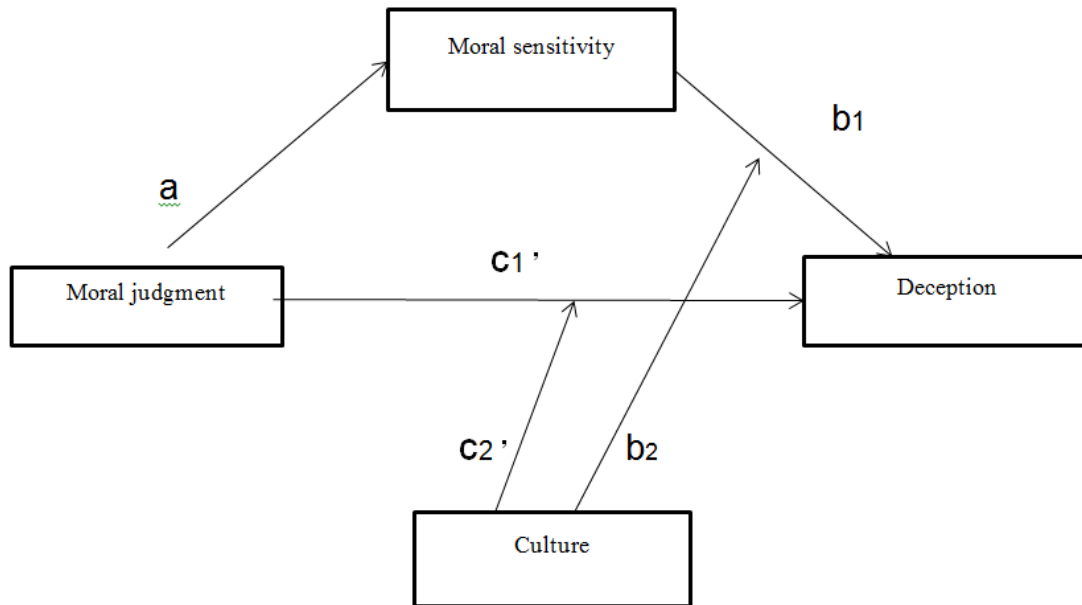 Moral sensitivity
b1
a
c1’
Moral judgment
Deception
c2’
b2
Culture